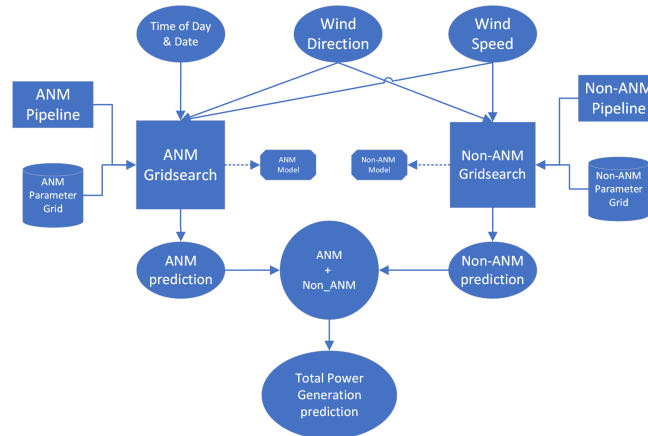 Time of Day
& Date
Wind
Direction
Wind
Speed
ANM
Pipeline
Non-ANM
Pipeline
ANM
Gridsearch
ANM
Model
Non-ANM
Model
Non-ANM
Gridsearch
ANM
Parameter
Grid
Non-ANM
Parameter
Grid
ANM
prediction
ANM
+
Non_ANM
Non-ANM
prediction
Total Power
Generation
prediction